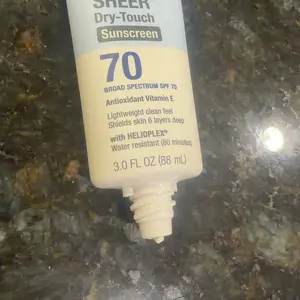 SHEER
Dry-Touch
Sunscreen
70
BROAD SPECTRUM SPF 70
Antioxidant Vitamin E
Lightweight clean feel
Shields skin 6 layers deep
with HELIOPLEX®
Water resistant (80 minutes)
3.0 FL OZ (88 mL)